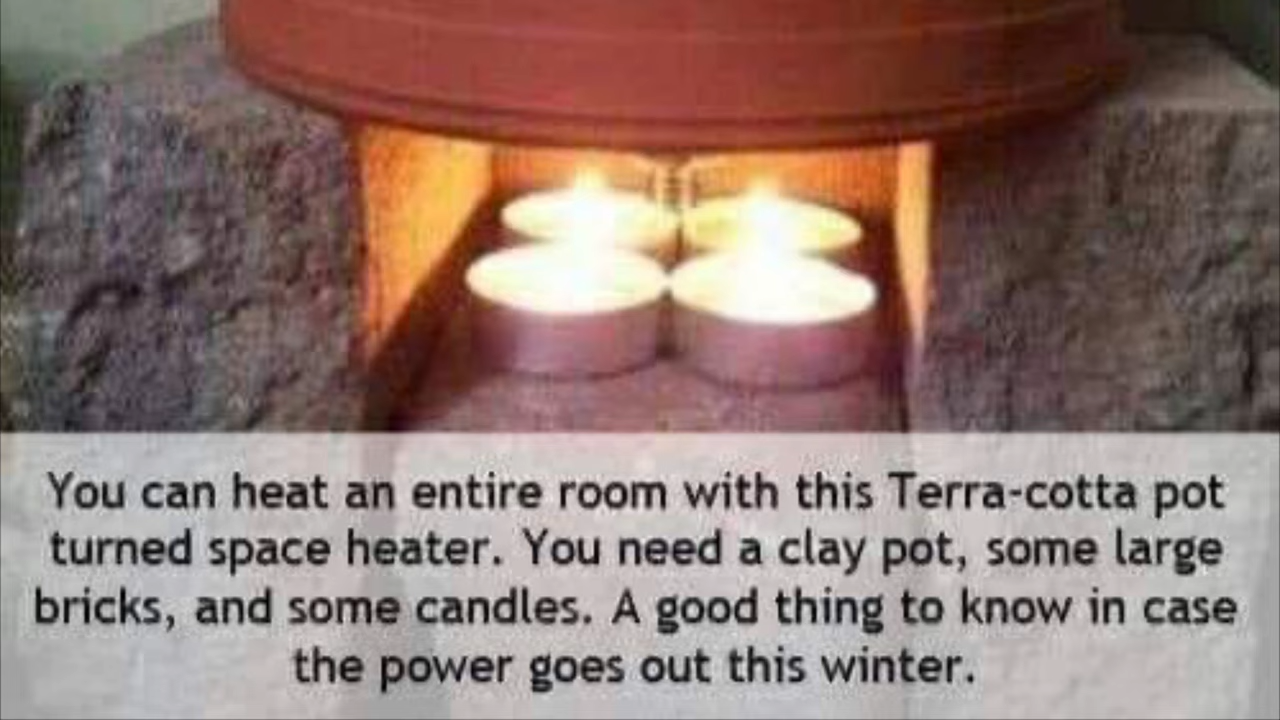 You can heat an entire room with this Terra-cotta pot
turned space heater. You need a clay pot, some large
bricks, and some candles. A good thing to know in case
the power goes out this winter.